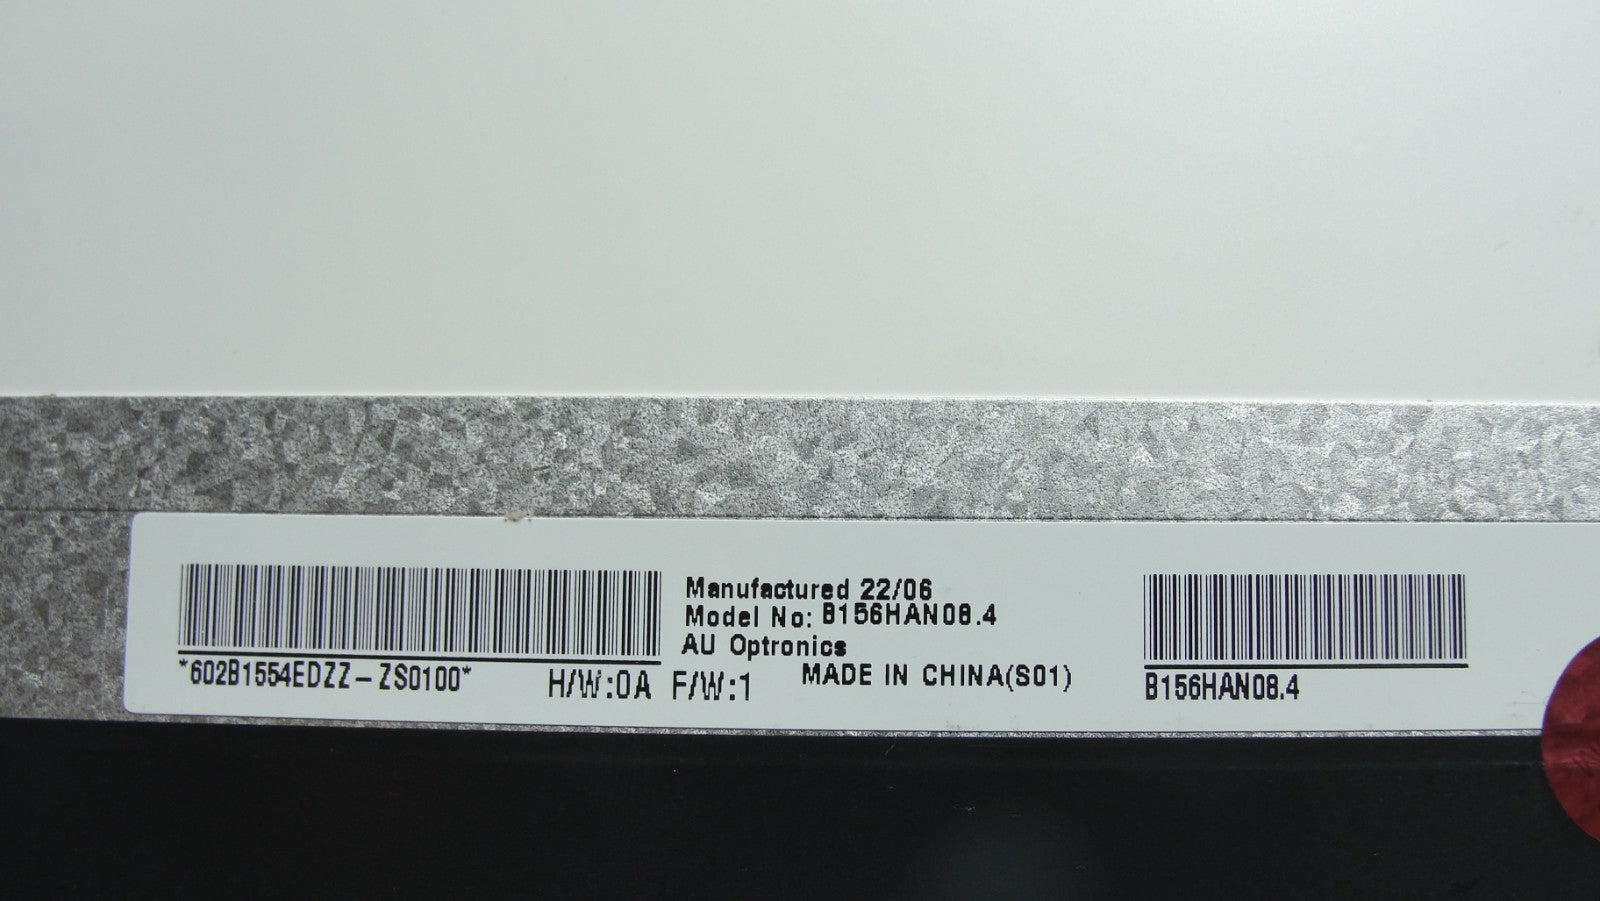 Manufactured 22/06
Model No: B156HAN08.4
AU Optronics
MADE IN CHINA(S01)
*602B1554EDZZ-ZS0100*
H/W:0A F/W:1
B156HAN08.4